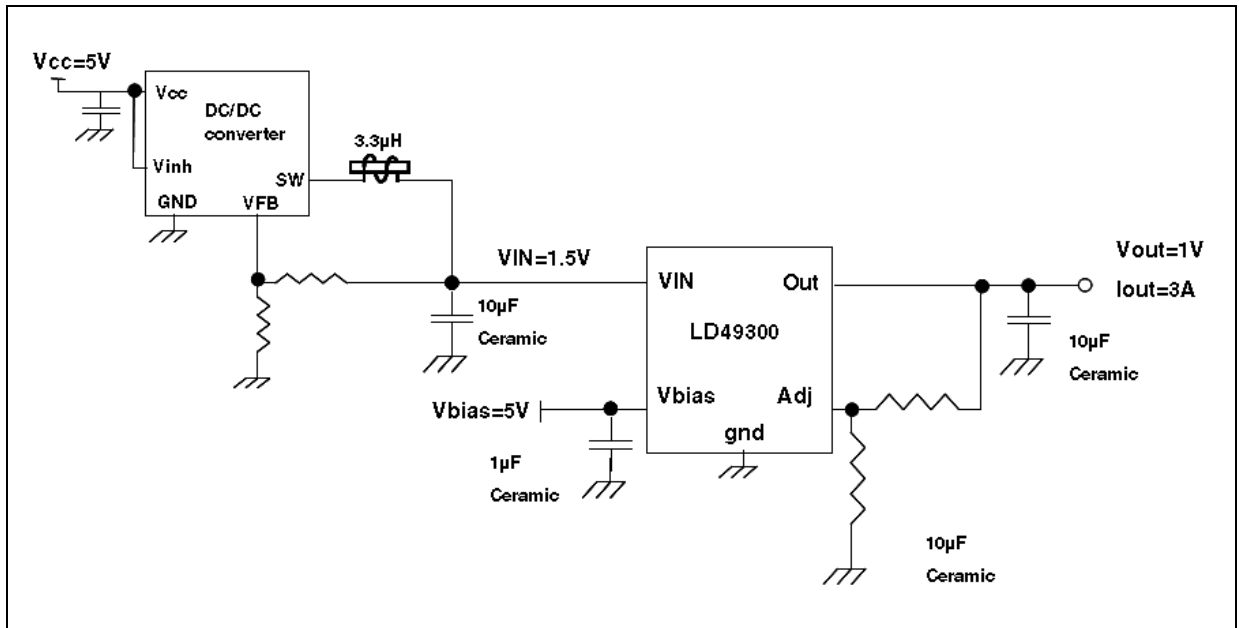 Vcc=5V
Vcc
DC/DC
converter
Vinh
SW
GND
VFB
3.3µH
VIN=1.5V
10µF
Ceramic
VIN
Out
LD49300
Vbias
Adj
gnd
Vbias=5V
1µF
Ceramic
Vout=1V
Iout=3A
10µF
Ceramic
10µF
Ceramic